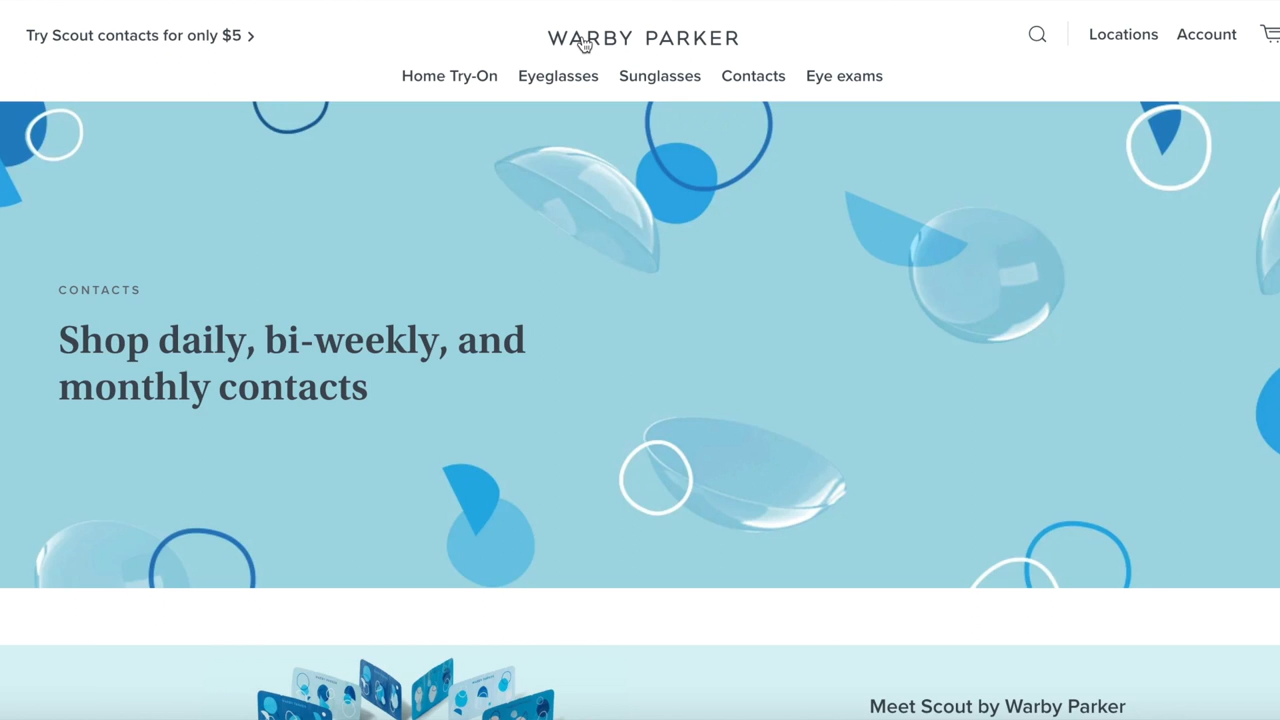 Try Scout contacts for only $5
WARBY PARKER
Locations Account
Home Try-On Eyeglasses Sunglasses Contacts Eye exams
CONTACTS
Shop daily, bi-weekly, and
monthly contacts
Meet Scout by Warby Parker